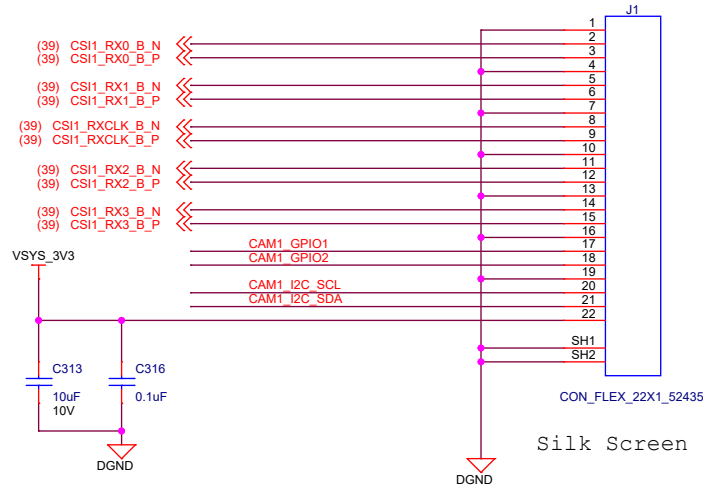 J1
1
(39) CSI1_RX0_B_N 2
(39) CSI1_RX0_B_P 3
4
(39) CSI1_RX1_B_N 5
(39) CSI1_RX1_B_P 6
7
(39) CSI1_RXCLK_B_N 8
(39) CSI1_RXCLK_B_P 9
10
(39) CSI1_RX2_B_N 11
(39) CSI1_RX2_B_P 12
13
(39) CSI1_RX3_B_N 14
(39) CSI1_RX3_B_P 15
16
CAM1_GPIO1 17
VSYS_3V3 CAM1_GPIO2 18
19
CAM1_I2C_SCL 20
CAM1_I2C_SDA 21
22
SH1
SH2
C313 C316
10uF 0.1uF
10V
CON_FLEX_22X1_52435
Silk Screen
DGND
DGND